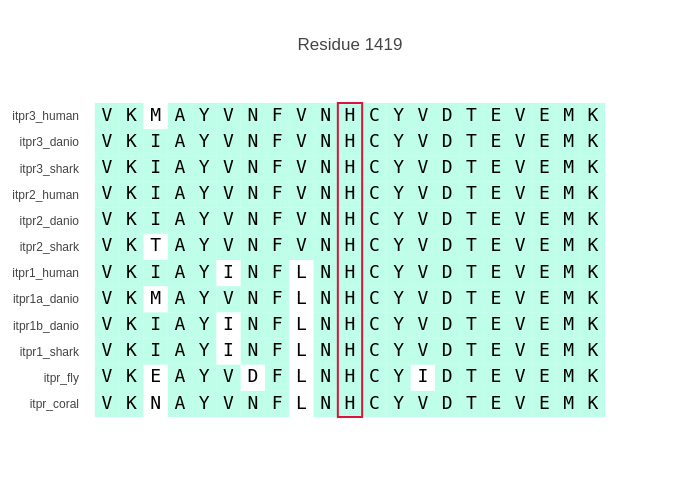 Residue 1419
itpr3_human V K M A Y V N F V N H C Y V D T E V E M K
itpr3_danio V K I A Y V N F V N H C Y V D T E V E M K
itpr3_shark V K I A Y V N F V N H C Y V D T E V E M K
itpr2_human V K I A Y V N F V N H C Y V D T E V E M K
itpr2_danio V K I A Y V N F V N H C Y V D T E V E M K
itpr2_shark V K T A Y V N F V N H C Y V D T E V E M K
itpr1_human V K I A Y I N F L N H C Y V D T E V E M K
itpr1a_danio V K M A Y V N F L N H C Y V D T E V E M K
itpr1b_danio V K I A Y I N F L N H C Y V D T E V E M K
itpr1_shark V K I A Y I N F L N H C Y V D T E V E M K
itpr_fly V K E A Y V D F L N H C Y I D T E V E M K
itpr_coral V K N A Y V N F L N H C Y V D T E V E M K